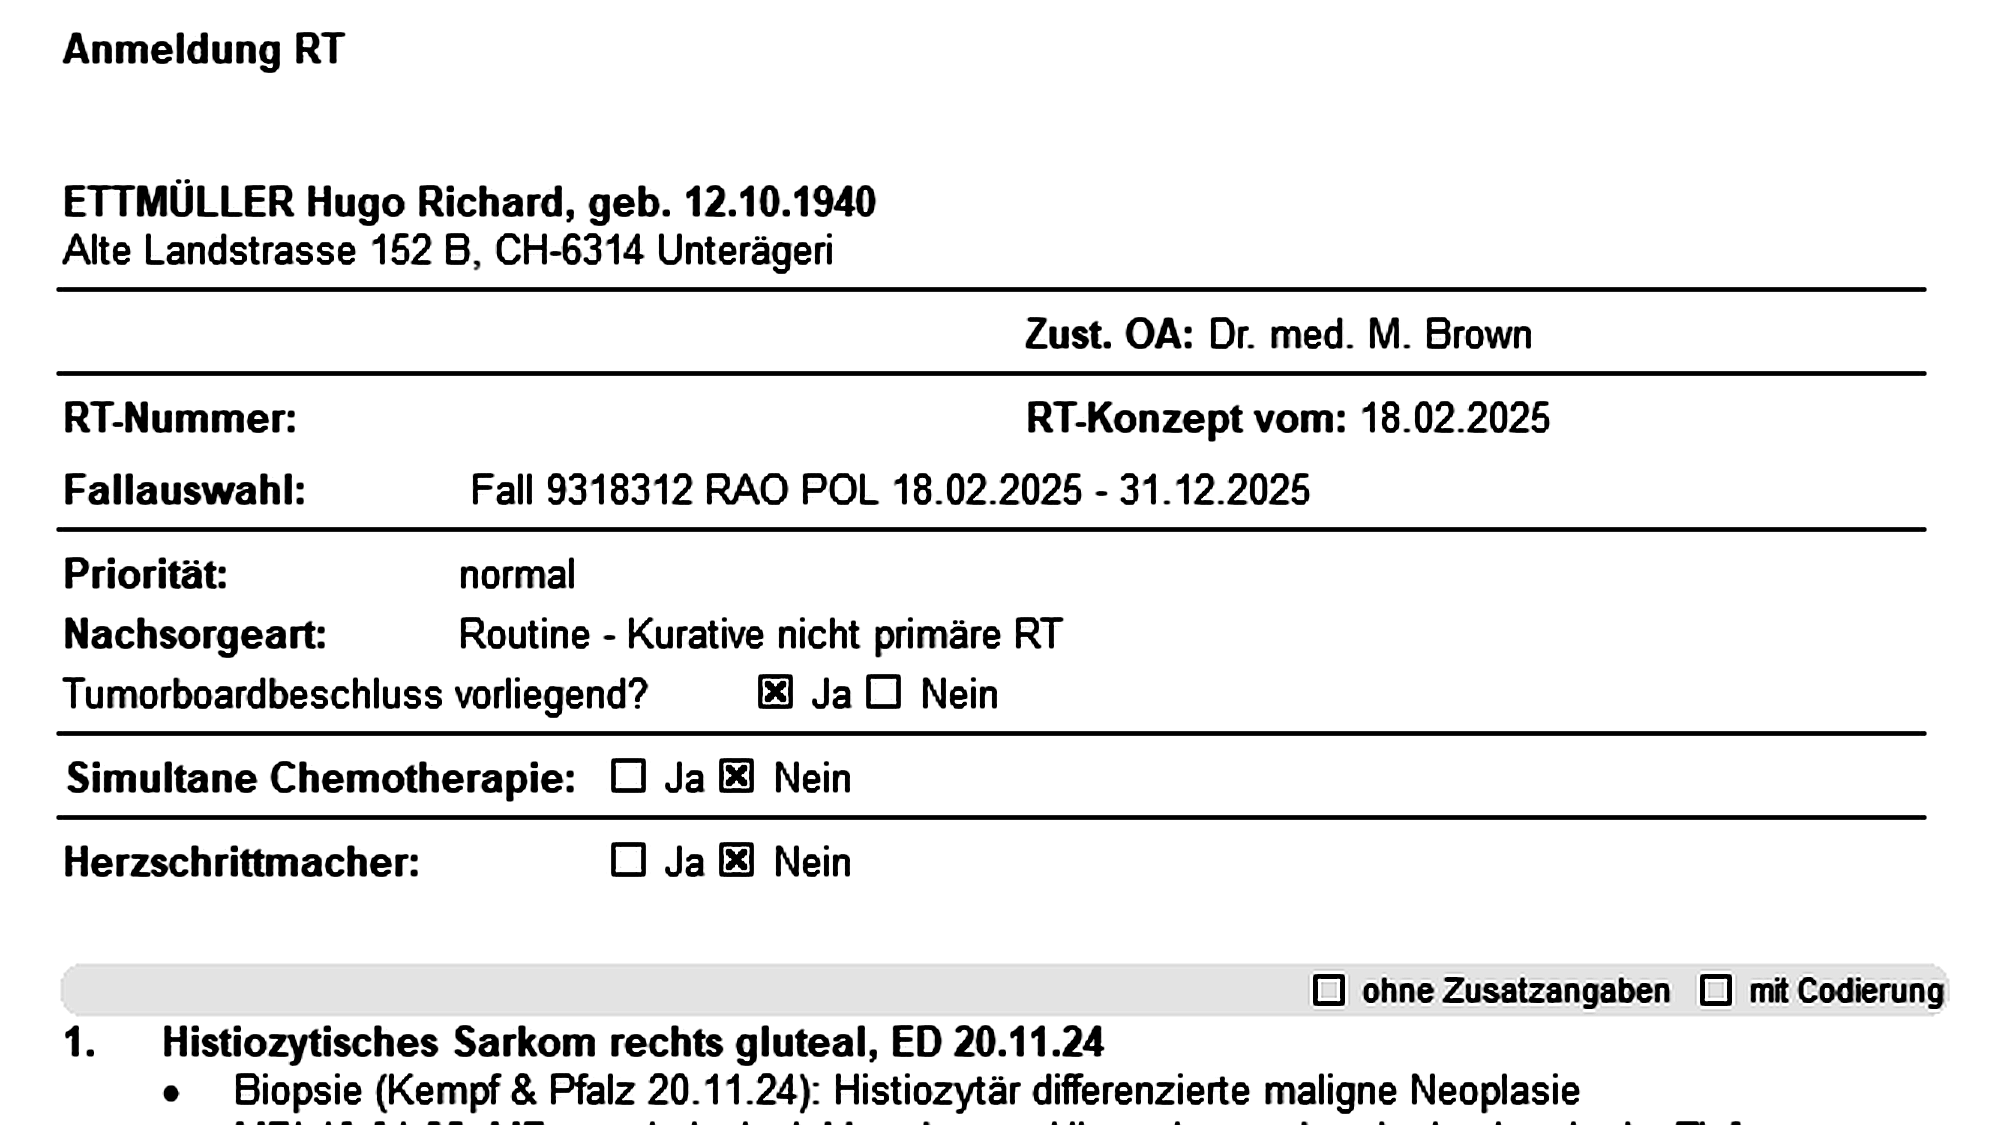 Anmeldung RT
ETTMÜLLER Hugo Richard, geb. 12.10.1940
Alte Landstrasse 152 B, CH-6314 Unterägeri
Zust. OA: Dr. med. M. Brown
RT-Nummer:
RT-Konzept vom: 18.02.2025
Fallauswahl: Fall 9318312 RAO POL 18.02.2025 - 31.12.2025
Priorität: normal
Nachsorgeart: Routine - Kurative nicht primäre RT
Tumorboardbeschluss vorliegend? ☒ Ja ☐ Nein
Simultane Chemotherapie: ☐ Ja ☒ Nein
Herzschrittmacher: ☐ Ja ☒ Nein
☐ ohne Zusatzangaben ☐ mit Codierung
1. Histiozytisches Sarkom rechts gluteal, ED 20.11.24
• Biopsie (Kempf & Pfalz 20.11.24): Histiozytär differenzierte maligne Neoplasie